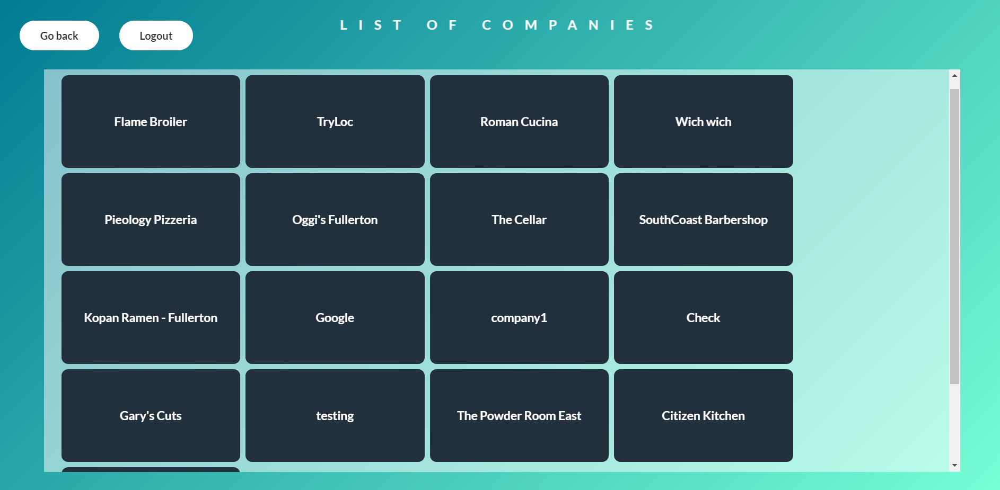 LIST OF COMPANIES
Go back
Logout
Flame Broiler
TryLoc
Roman Cucina
Wich wich
Pieology Pizzeria
Oggi's Fullerton
The Cellar
SouthCoast Barbershop
Kopan Ramen - Fullerton
Google
company1
Check
Gary's Cuts
testing
The Powder Room East
Citizen Kitchen